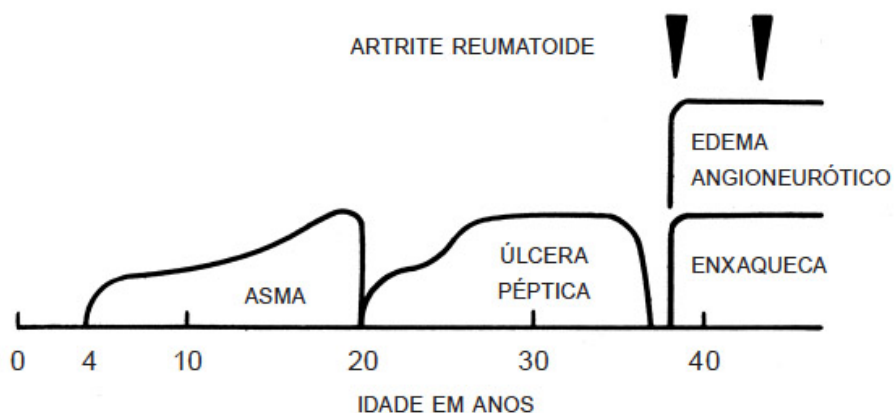 ARTRITE REUMATOIDE
EDEMA
ANGIONEURÓTICO
ASMA
ÚLCERA
PÉPTICA
ENXAQUECA
0 4 10 20 30 40
IDADE EM ANOS